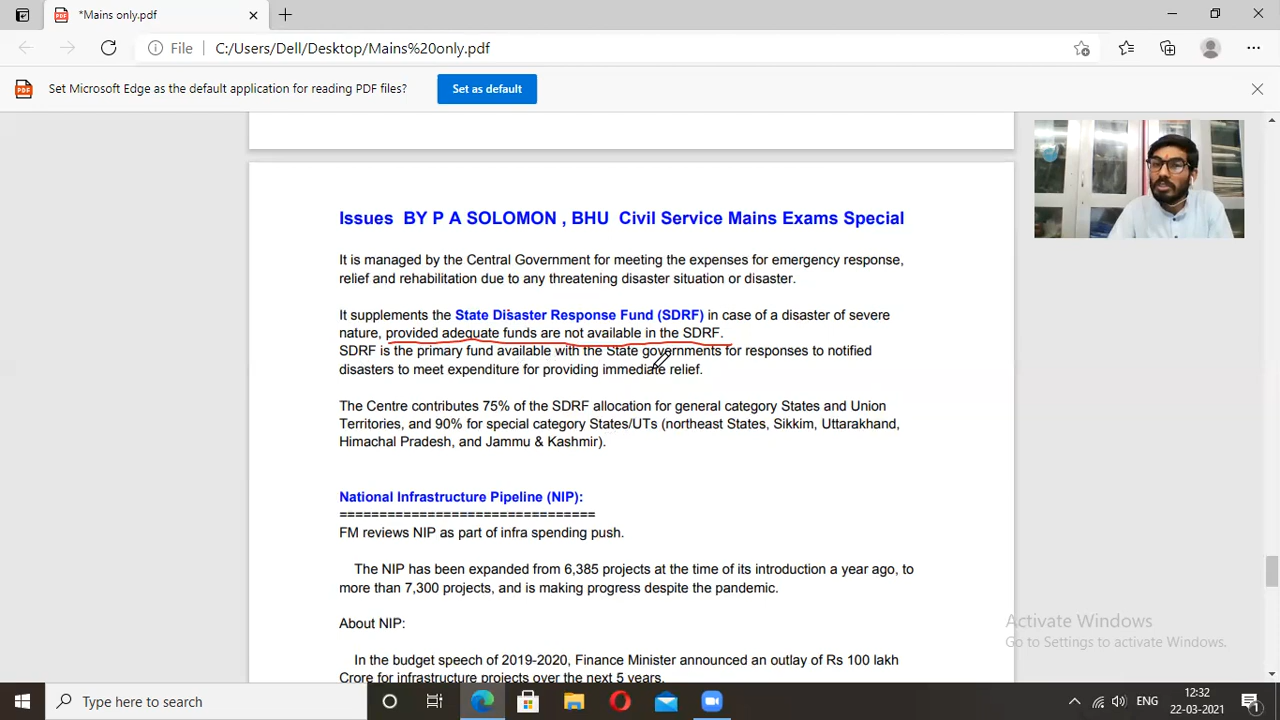 *Mains only.pdf
File
C:/Users/Dell/Desktop/Mains%20only.pdf
Set Microsoft Edge as the default application for reading PDF files?
Set as default
Issues BY P A SOLOMON , BHU Civil Service Mains Exams Special
It is managed by the Central Government for meeting the expenses for emergency response,
relief and rehabilitation due to any threatening disaster situation or disaster.
It supplements the State Disaster Response Fund (SDRF) in case of a disaster of severe
nature, provided adequate funds are not available in the SDRF.
SDRF is the primary fund available with the State governments for responses to notified
disasters to meet expenditure for providing immediate relief.
The Centre contributes 75% of the SDRF allocation for general category States and Union
Territories, and 90% for special category States/UTs (northeast States, Sikkim, Uttarakhand,
Himachal Pradesh, and Jammu & Kashmir).
National Infrastructure Pipeline (NIP):
===============================
FM reviews NIP as part of infra spending push.
The NIP has been expanded from 6,385 projects at the time of its introduction a year ago, to
more than 7,300 projects, and is making progress despite the pandemic.
About NIP:
In the budget speech of 2019-2020, Finance Minister announced an outlay of Rs 100 lakh
Crore for infrastructure projects over the next 5 years.
Activate Windows
Go to Settings to activate Windows.
Type here to search
ENG
12:32
22-03-2021